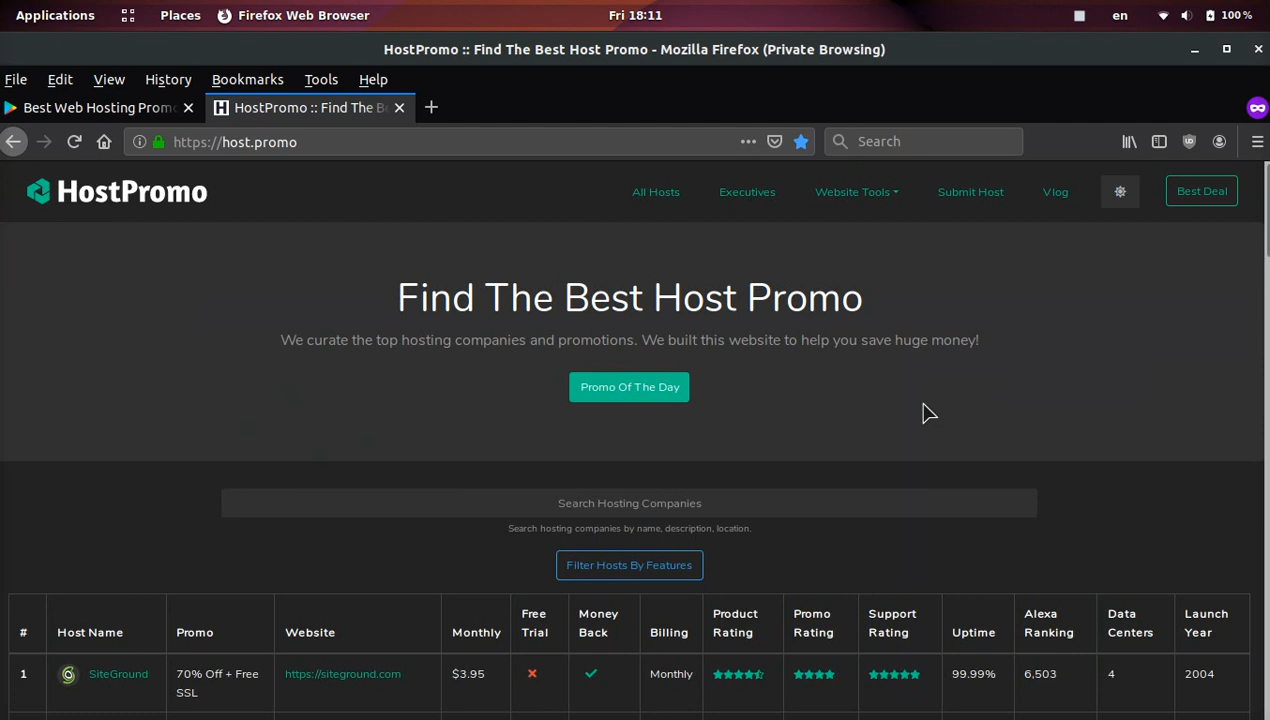 Applications Places Firefox Web Browser Fri 18:11 en 100 %
HostPromo :: Find The Best Host Promo - Mozilla Firefox (Private Browsing)
File Edit View History Bookmarks Tools Help
Best Web Hosting Promo HostPromo :: Find The Be
https://host.promo Search
HostPromo All Hosts Executives Website Tools Submit Host Vlog Best Deal
Find The Best Host Promo
We curate the top hosting companies and promotions. We built this website to help you save huge money!
Promo Of The Day
Search Hosting Companies
Search hosting companies by name, description, location.
Filter Hosts By Features
# Host Name Promo Website Monthly Free Trial Money Back Billing Product Rating Promo Rating Support Rating Uptime Alexa Ranking Data Centers Launch Year
1 SiteGround 70% Off + Free SSL https://siteground.com $3.95 Monthly 99.99% 6,503 4 2004